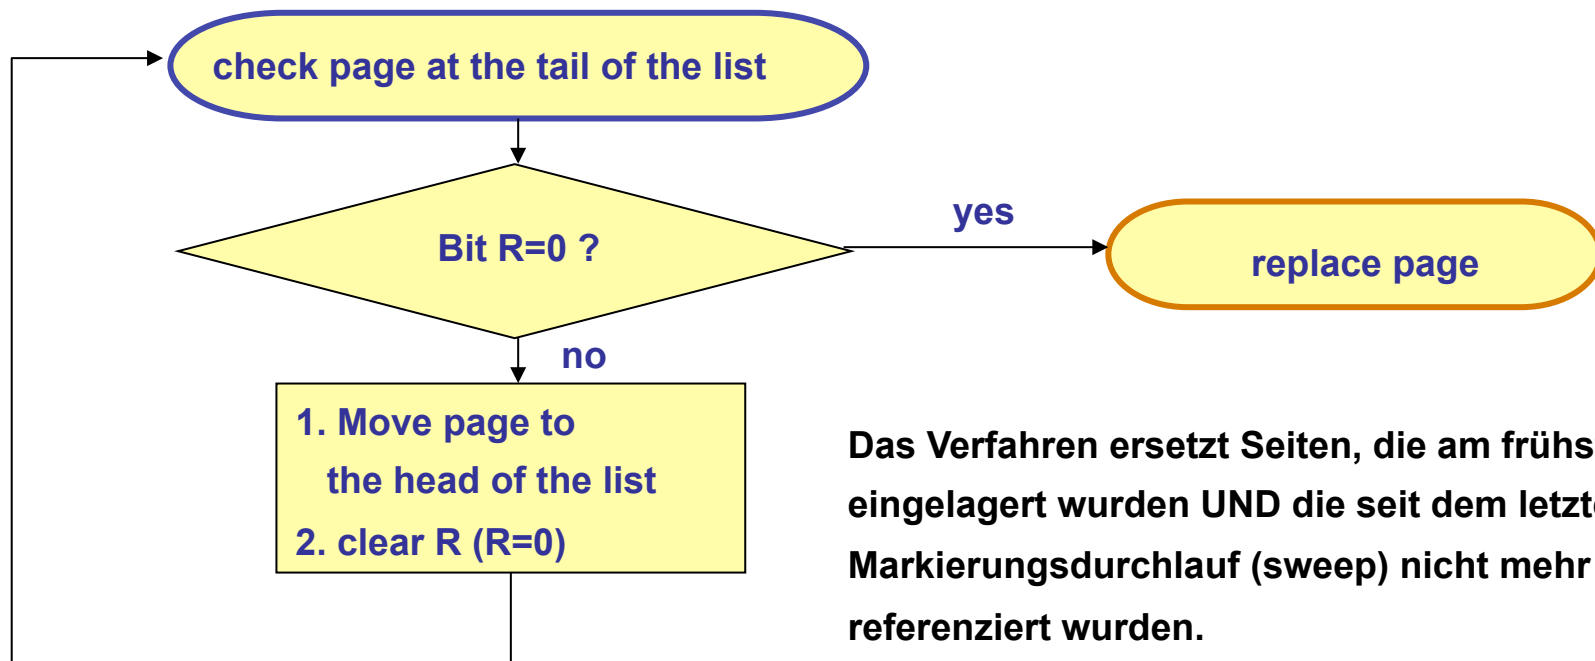 check page at the tail of the list
yes
Bit R=0 ?
replace page
no
1. Move page to
the head of the list
2. clear R (R=0)
Das Verfahren ersetzt Seiten, die am
eingelagert wurden UND die seit dem
Markierungsdurchlauf (sweep) nicht mehr
referenziert wurden.